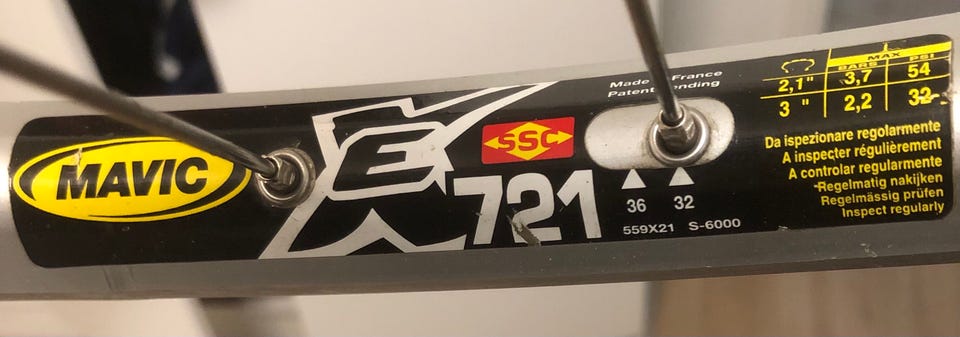 MAVIC
EX
721
SSC
Made in France
Patent Pending
36 32
559X21 S-6000
MAX
BARS PSI
2,1" 3,7 54
3 " 2,2 32
Da ispezionare regolarmente
A inspecter régulièrement
A controlar regularmente
Regelmatig nakijken
Regelmässig prüfen
Inspect regularly